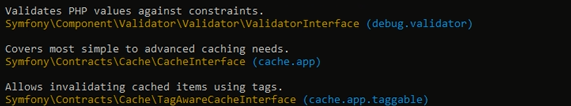 Validates PHP values against constraints.
Symfony\Component\Validator\Validator\ValidatorInterface (debug.validator)
Covers most simple to advanced caching needs.
Symfony\Contracts\Cache\CacheInterface (cache.app)
Allows invalidating cached items using tags.
Symfony\Contracts\Cache\TagAwareCacheInterface (cache.app.taggable)